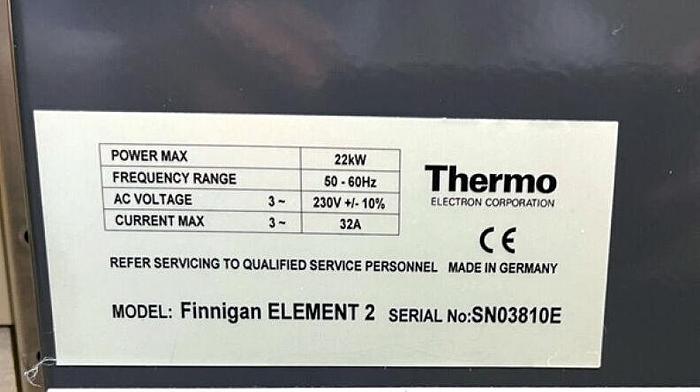 POWER MAX 22kW
FREQUENCY RANGE 50 - 60Hz
AC VOLTAGE 3 ~ 230V +/- 10%
CURRENT MAX 3 ~ 32A
Thermo
ELECTRON CORPORATION
CE
REFER SERVICING TO QUALIFIED SERVICE PERSONNEL MADE IN GERMANY
MODEL: Finnigan ELEMENT 2 SERIAL No:SN03810E